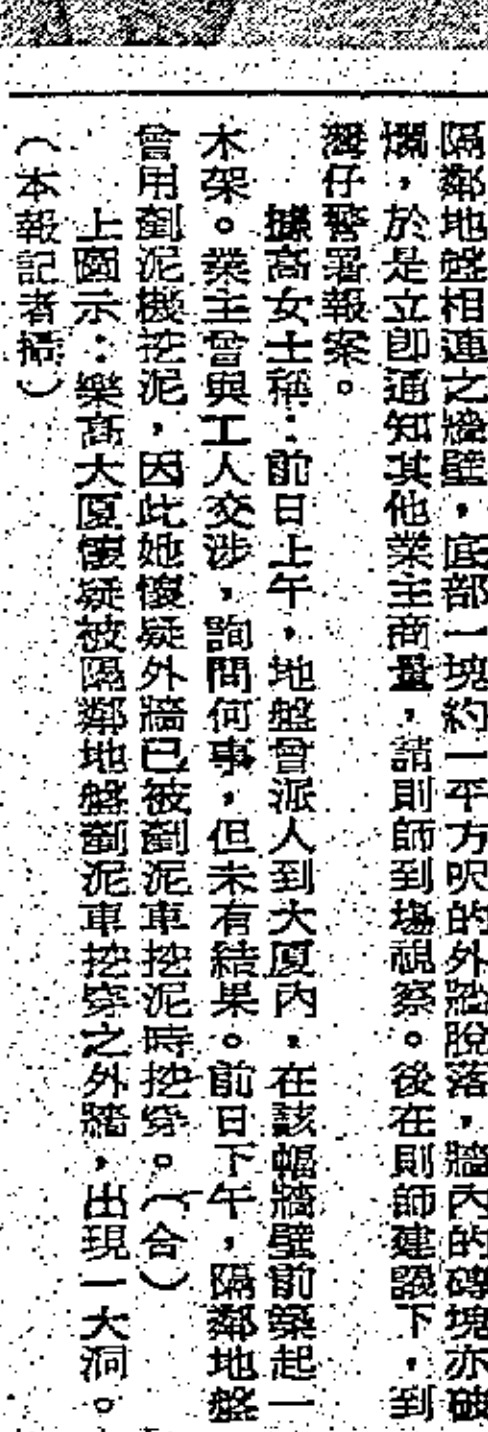 隔鄰地盤相連之牆壁，底部一塊約一平方呎的外牆脫落，牆內的磚塊亦破
爛，於是立即通知其他業主商量，請則師到場視察。後在則師建議下，到
灣仔警署報案。
據高女士稱：前日上午，地盤曾派人到大厦內，在該幅牆壁前築起一
木架。業主曾與工人交涉，詢問何事，但未有結果。前日下午，隔鄰地盤
曾用剷泥機挖泥，因此她懷疑外牆已被剷泥車挖泥時挖穿。（合）
上圖示：樂高大厦懷疑被隔鄰地盤剷泥車挖穿之外牆，出現一大洞。
（本報記者攝）